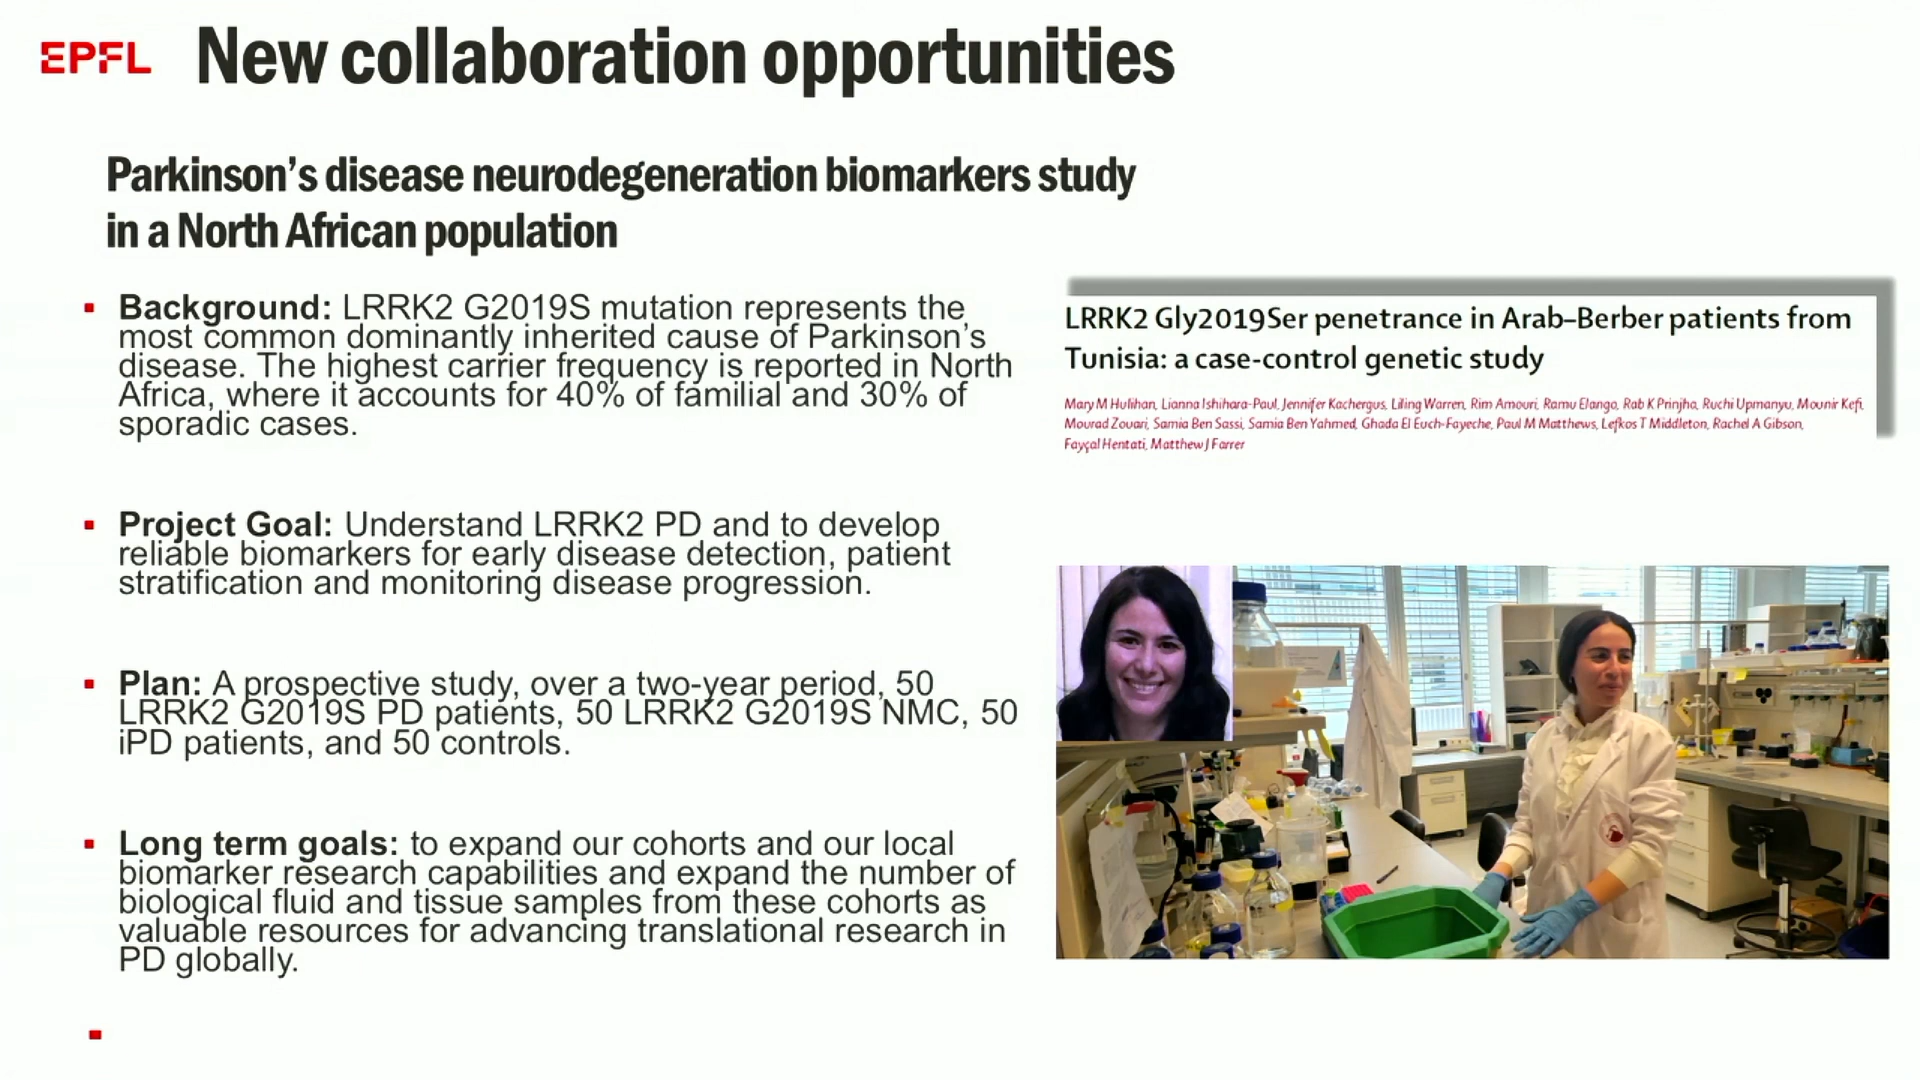 EPFL New collaboration opportunities
Parkinson's disease neurodegeneration biomarkers study
in a North African population
Background: LRRK2 G2019S mutation represents the
most common dominantly inherited cause of Parkinson's
disease. The highest carrier frequency is reported in North
Africa, where it accounts for 40% of familial and 30% of
sporadic cases.
Project Goal: Understand LRRK2 PD and to develop
reliable biomarkers for early disease detection, patient
stratification and monitoring disease progression.
Plan: A prospective study, over a two-year period, 50
LRRK2 G2019S PD patients, 50 LRRK2 G2019S NMC, 50
iPD patients, and 50 controls.
Long term goals: to expand our cohorts and our local
biomarker research capabilities and expand the number of
biological fluid and tissue samples from these cohorts as
valuable resources for advancing translational research in
PD globally.
LRRK2 Gly2019Ser penetrance in Arab–Berber patients from
Tunisia: a case-control genetic study
Mary M Hulihan, Lianna Ishihara-Paul, Jennifer Kachergus, Liling Warren, Rim Amouri, Ramu Elango, Rab K Prinjha, Ruchi Upmanyu, Mounir Kefi,
Mourad Zouari, Samia Ben Sassi, Samia Ben Yahmed, Ghada El Euch-Fayeche, Paul M Matthews, Lefkos T Middleton, Rachel A Gibson,
Fayçal Hentati, Matthew J Farrer